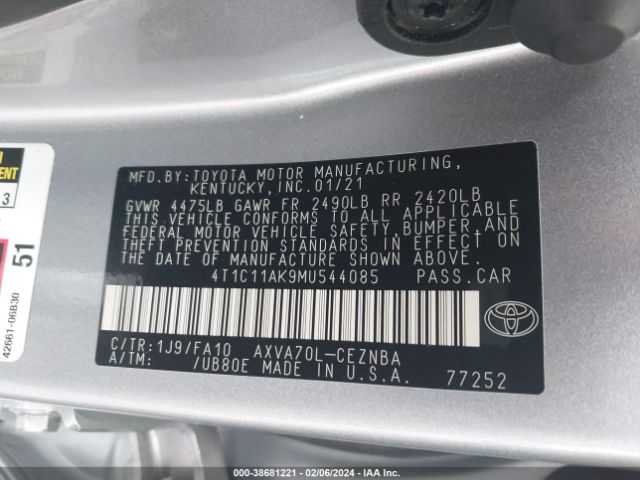 MFD.BY:TOYOTA MOTOR MANUFACTURING,
KENTUCKY, INC. 01/21
GVWR 4475LB GAWR FR 2490LB RR 2420LB
THIS VEHICLE CONFORMS TO ALL APPLICABLE
FEDERAL MOTOR VEHICLE SAFETY, BUMPER, AND
THEFT PREVENTION STANDARDS IN EFFECT ON
THE DATE OF MANUFACTURE SHOWN ABOVE.
4T1C11AK9MU544085 PASS.CAR
C/TR:1J9/FA10 AXVA70L-CEZNBA
A/TM: /UB80E MADE IN U.S.A.
77252
3
51
42661-06B30
000-38681221 | 02/06/2024 | IAA Inc.